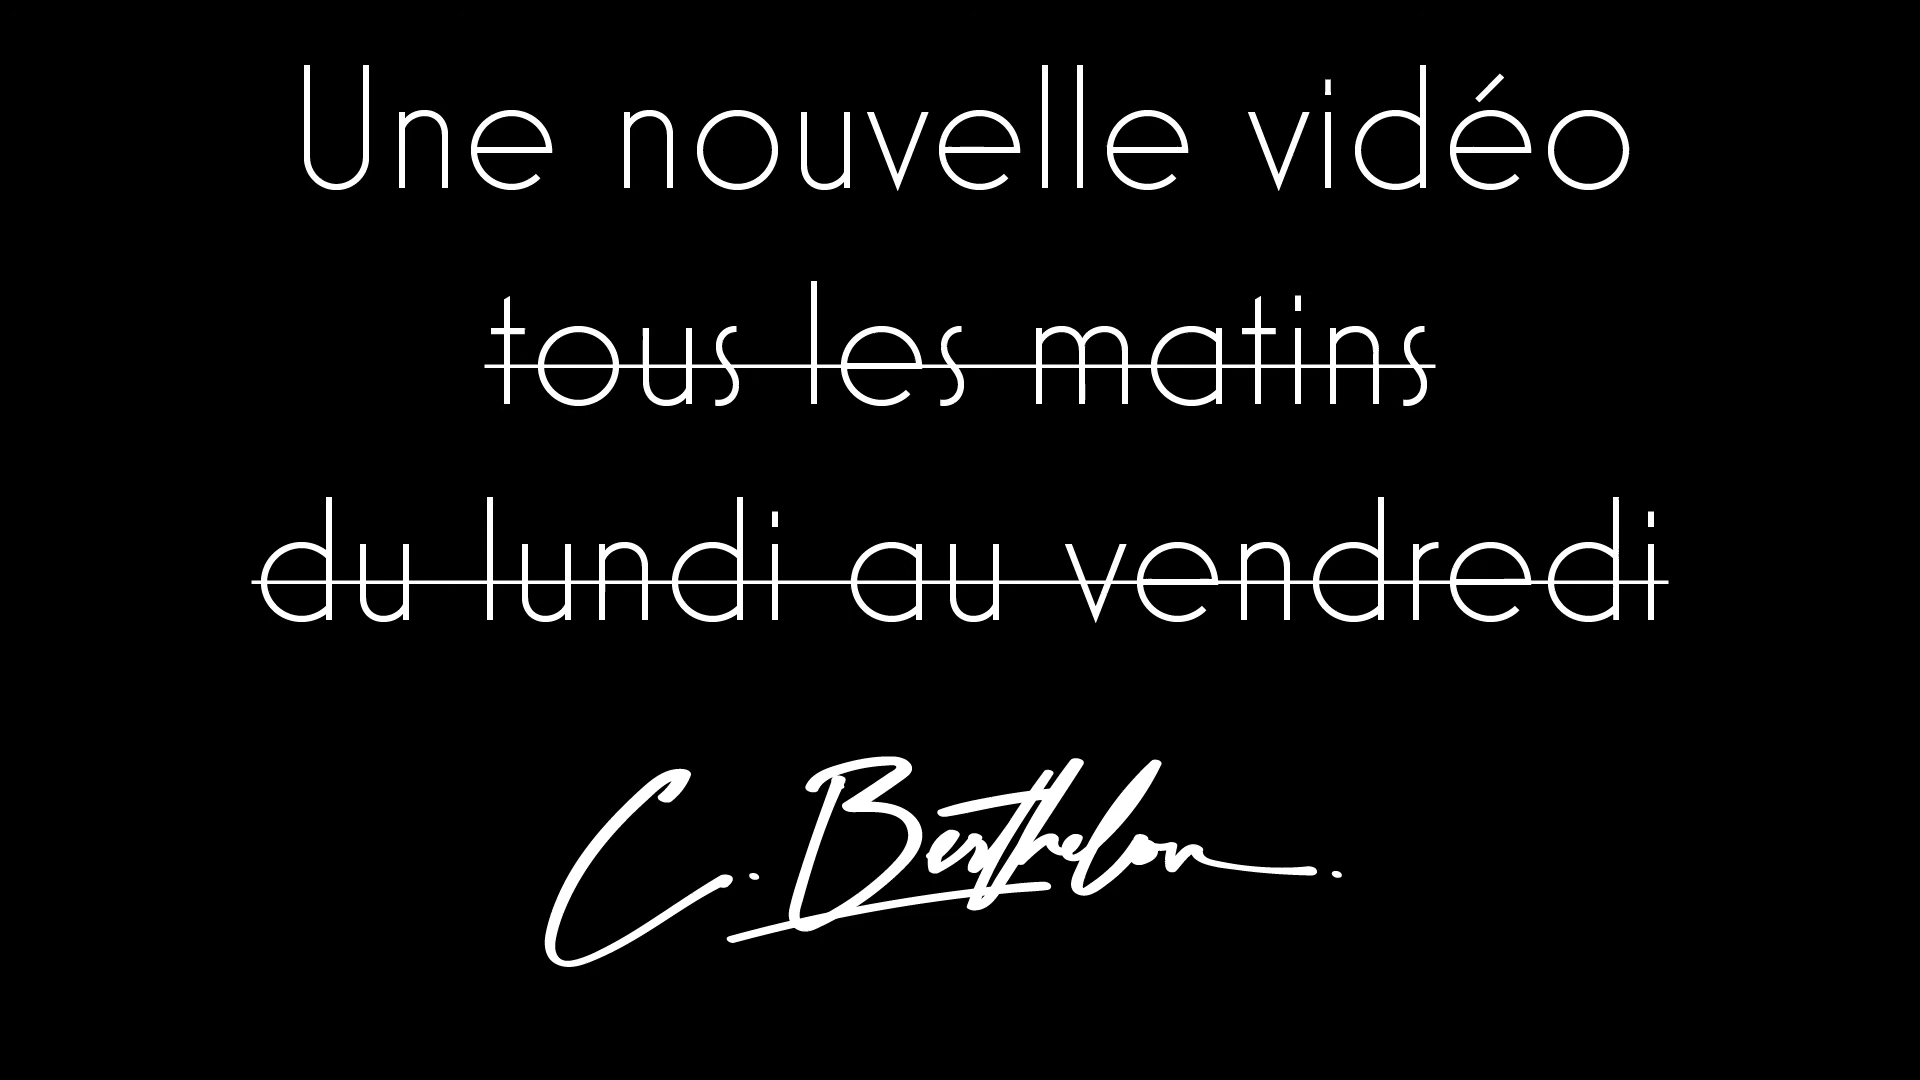 Une nouvelle vidéo
tous les matins
du lundi au vendredi
C. Berthelon.